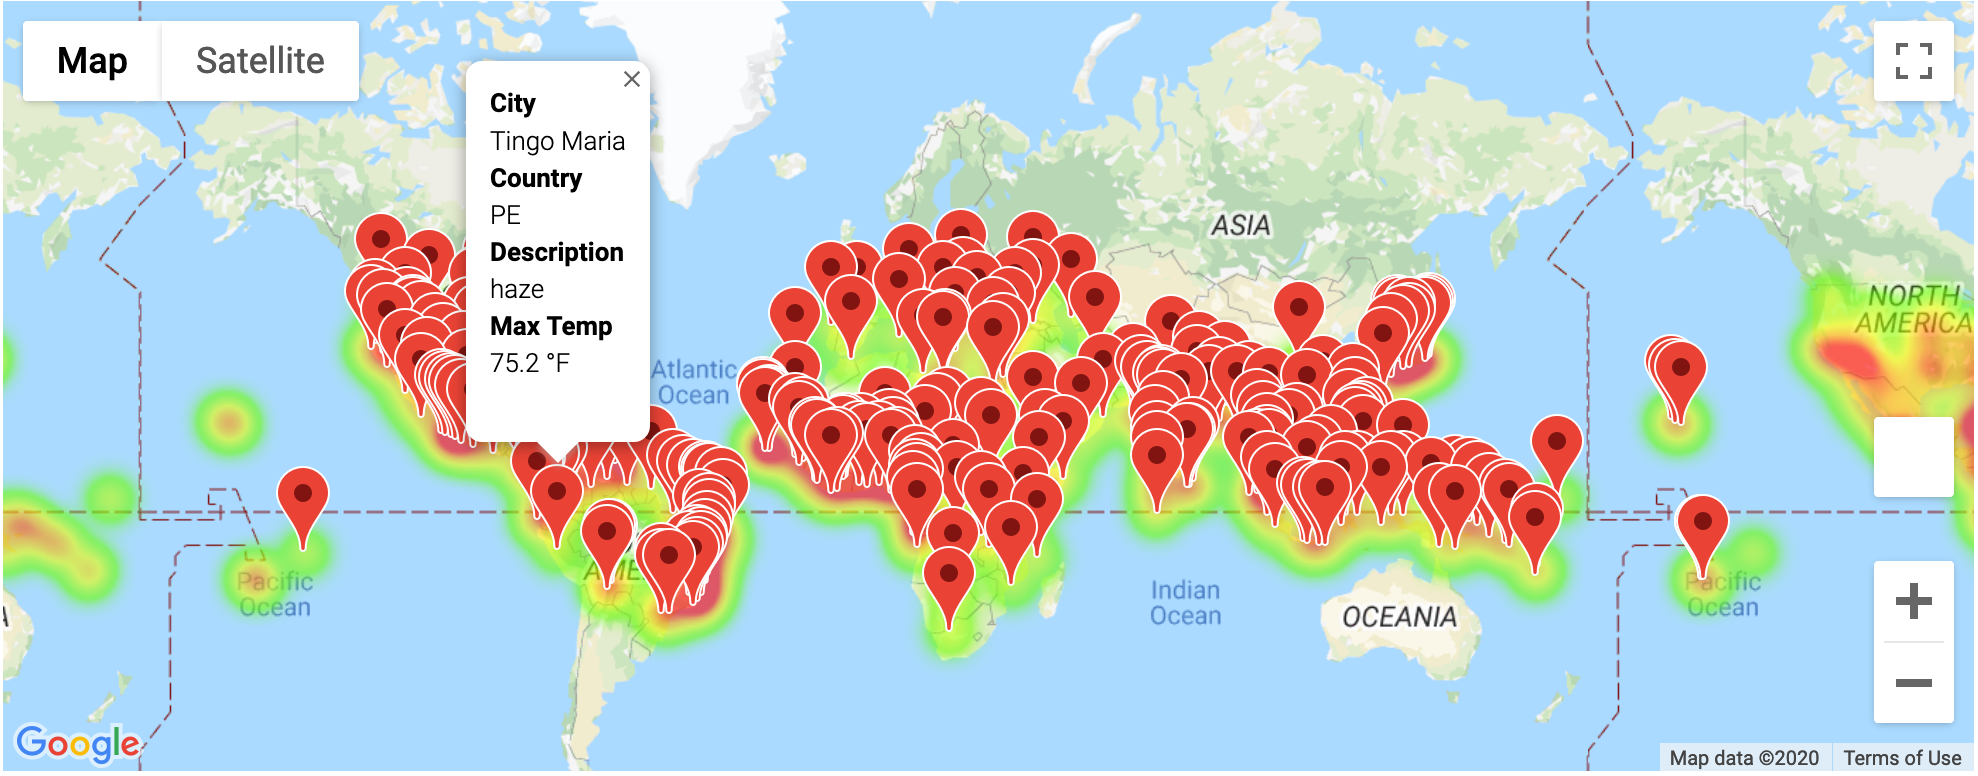 Map
Satellite
City
Tingo Maria
Country
PE
Description
haze
Max Temp
75.2 °F
ASIA
NORTH
AMERICA
Atlantic
Ocean
AME
Pacific
Ocean
Indian
Ocean
OCEANIA
Pacific
Ocean
A
Google
Map data ©2020
Terms of Use